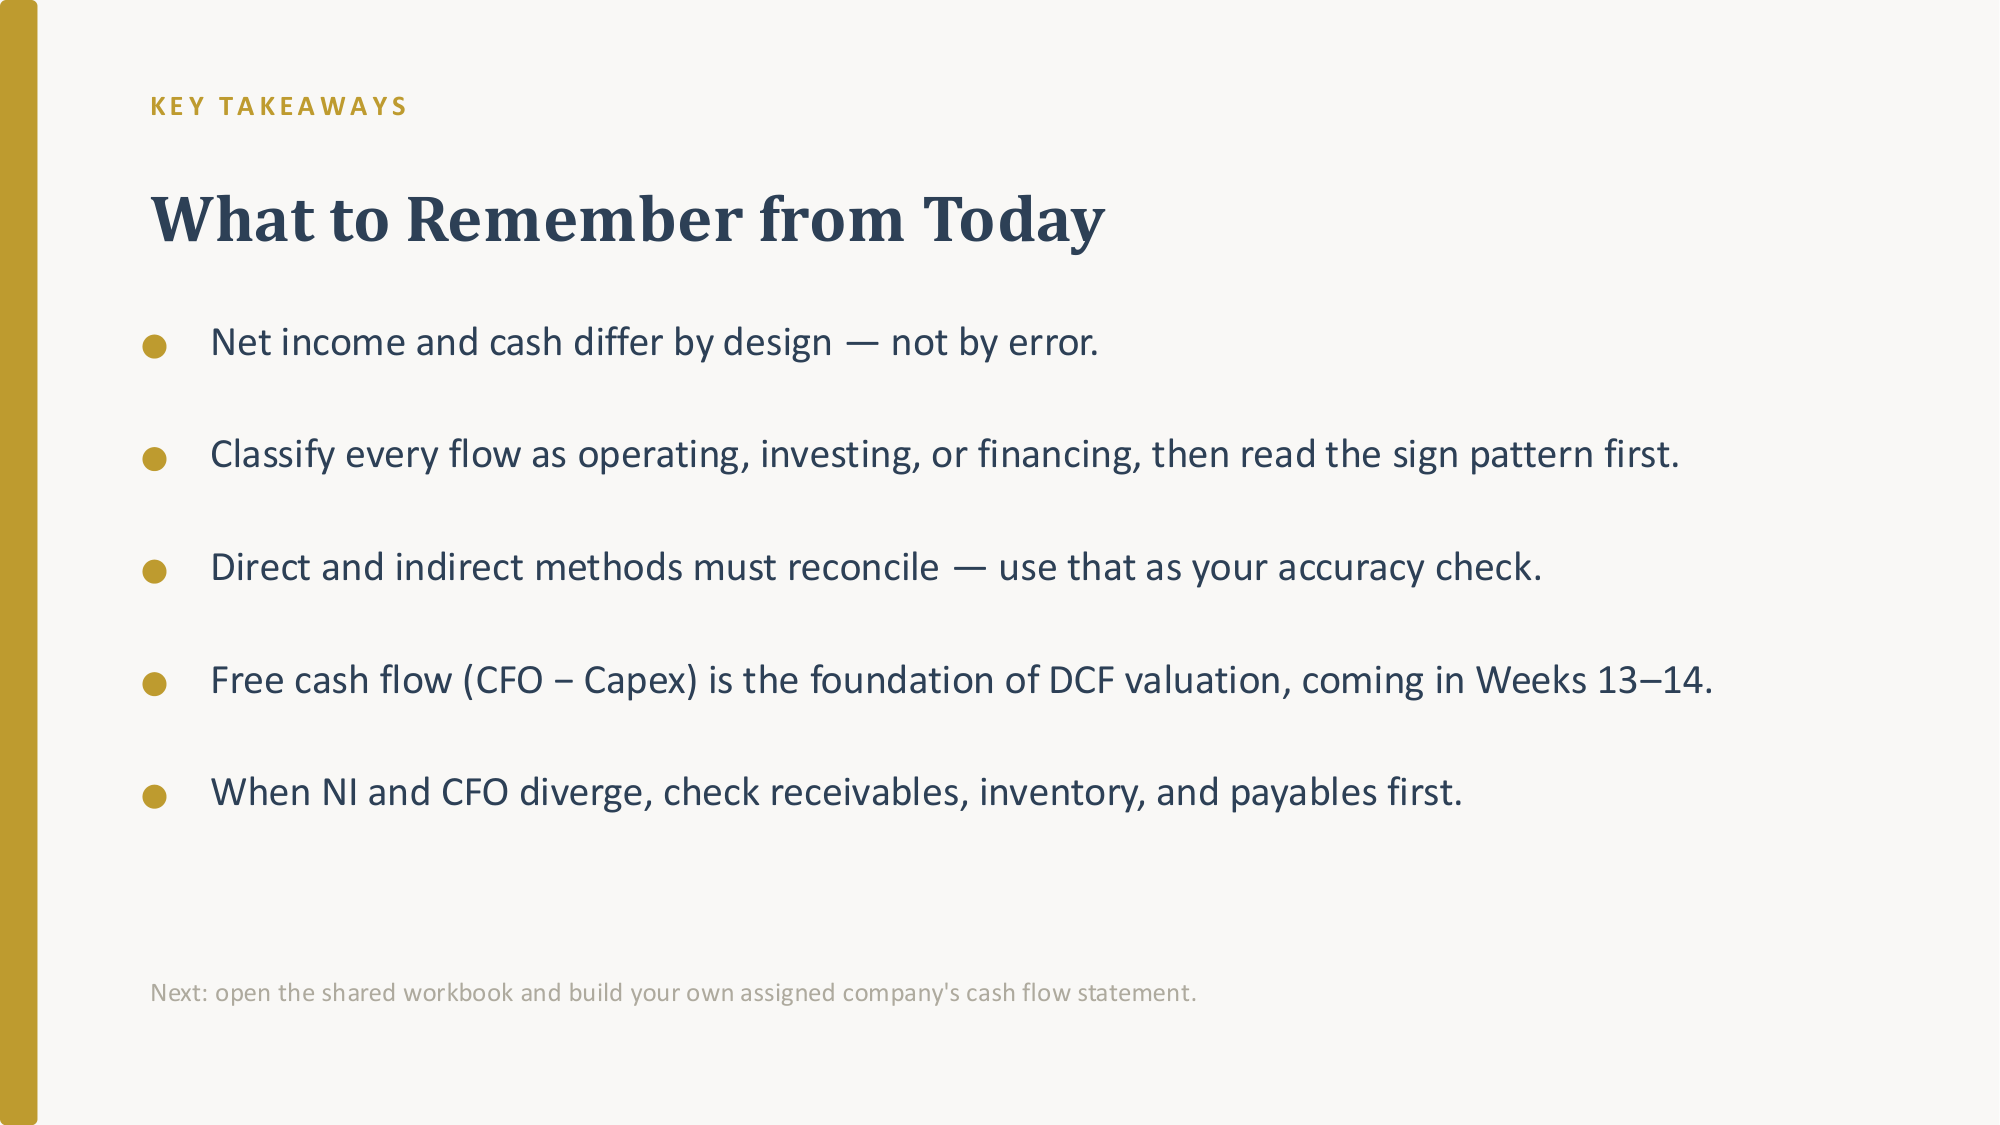 KEY TAKEAWAYS
What to Remember from Today
Net income and cash differ by design — not by error.
Classify every flow as operating, investing, or financing, then read the sign pattern first.
Direct and indirect methods must reconcile — use that as your accuracy check.
Free cash flow (CFO − Capex) is the foundation of DCF valuation, coming in Weeks 13–14.
When NI and CFO diverge, check receivables, inventory, and payables first.
Next: open the shared workbook and build your own assigned company's cash flow statement.